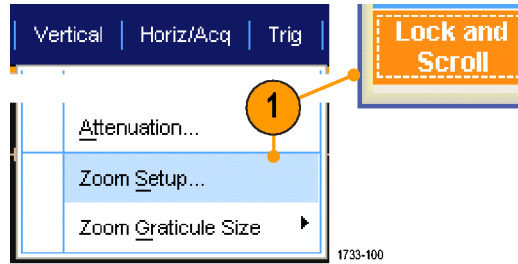 Vertical | Horiz/Acq | Trig
Lock and
Scroll
1
Attenuation...
Zoom Setup...
Zoom Graticule Size
1733-100